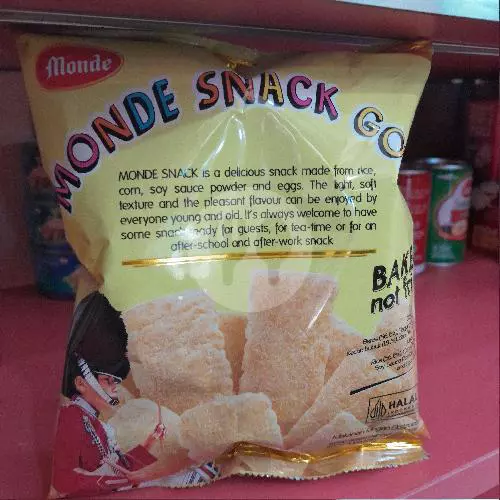 Monde
MONDE SNACK GO
MONDE SNACK is a delicious snack made from rice,
corn, soy sauce powder and eggs. The light, soft
texture and the pleasant flavour can be enjoyed by
everyone young and old. It's always welcome to have
some snack ready for guests, for tea-time or for an
after-school and after-work snack
BAKE
not fr
HALAL